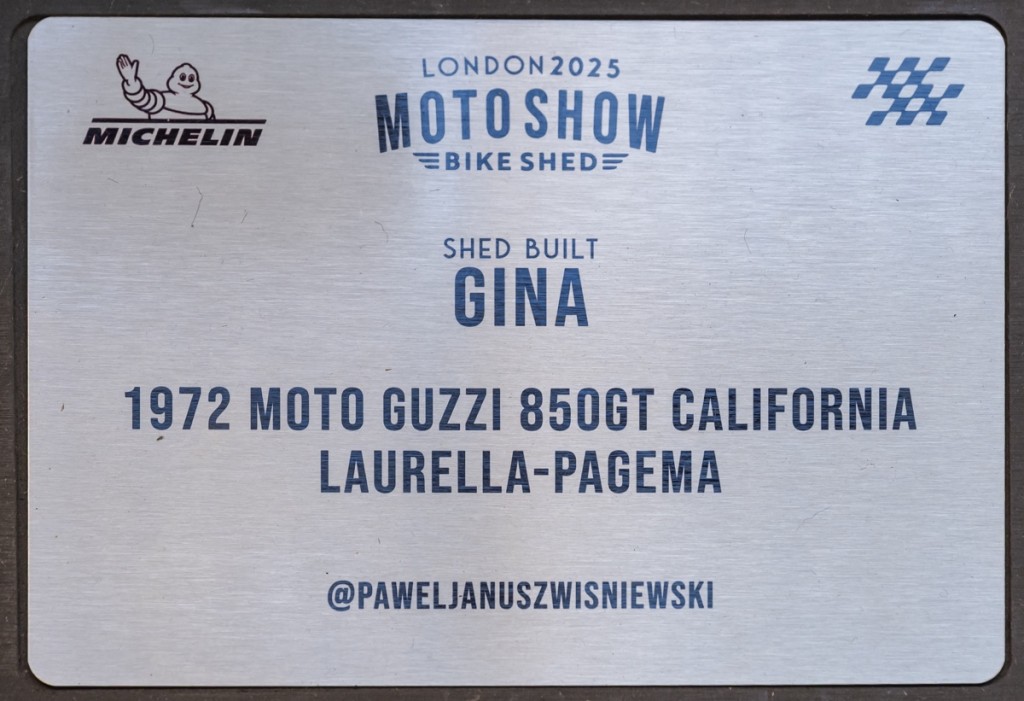 MICHELIN
LONDON2025
MOTOSHOW
BIKE SHED
SHED BUILT
GINA
1972 MOTO GUZZI 850GT CALIFORNIA
LAURELLA-PAGEMA
@PAWELJANUSZWISNIEWSKI